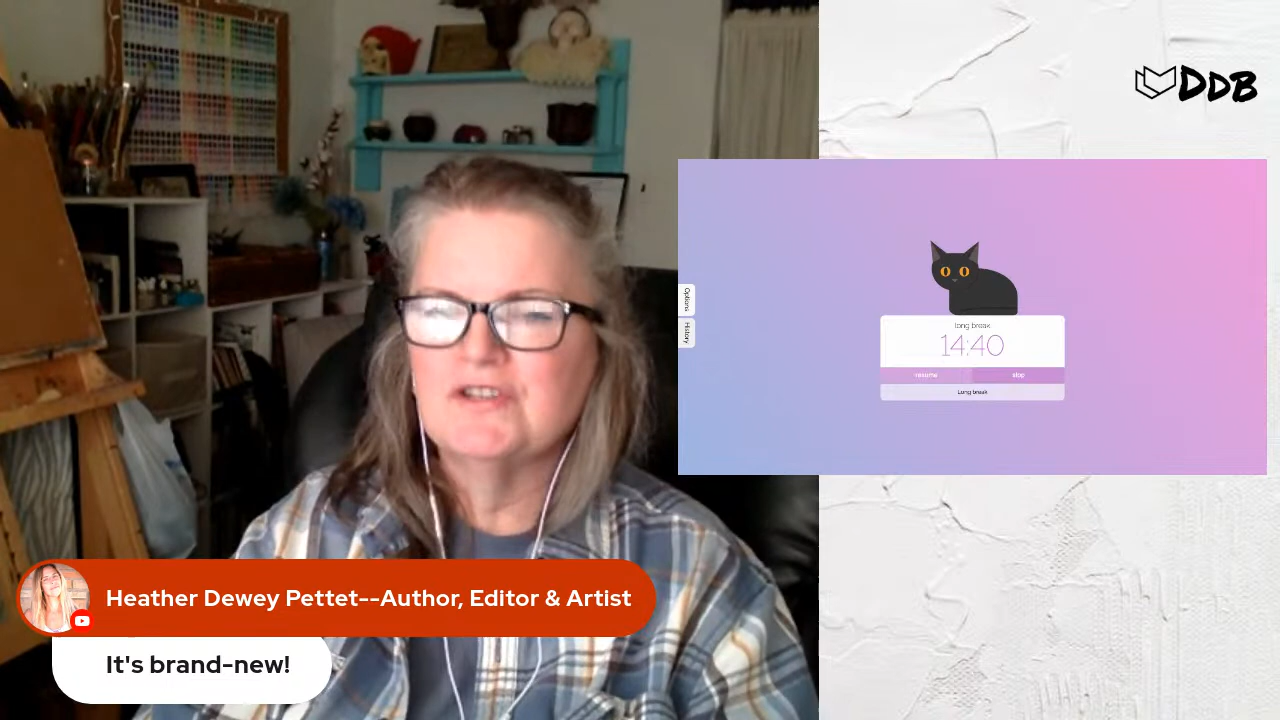 DDB
Options
History
long break
14:40
resume
stop
Long break
Heather Dewey Pettet--Author, Editor & Artist
It's brand-new!